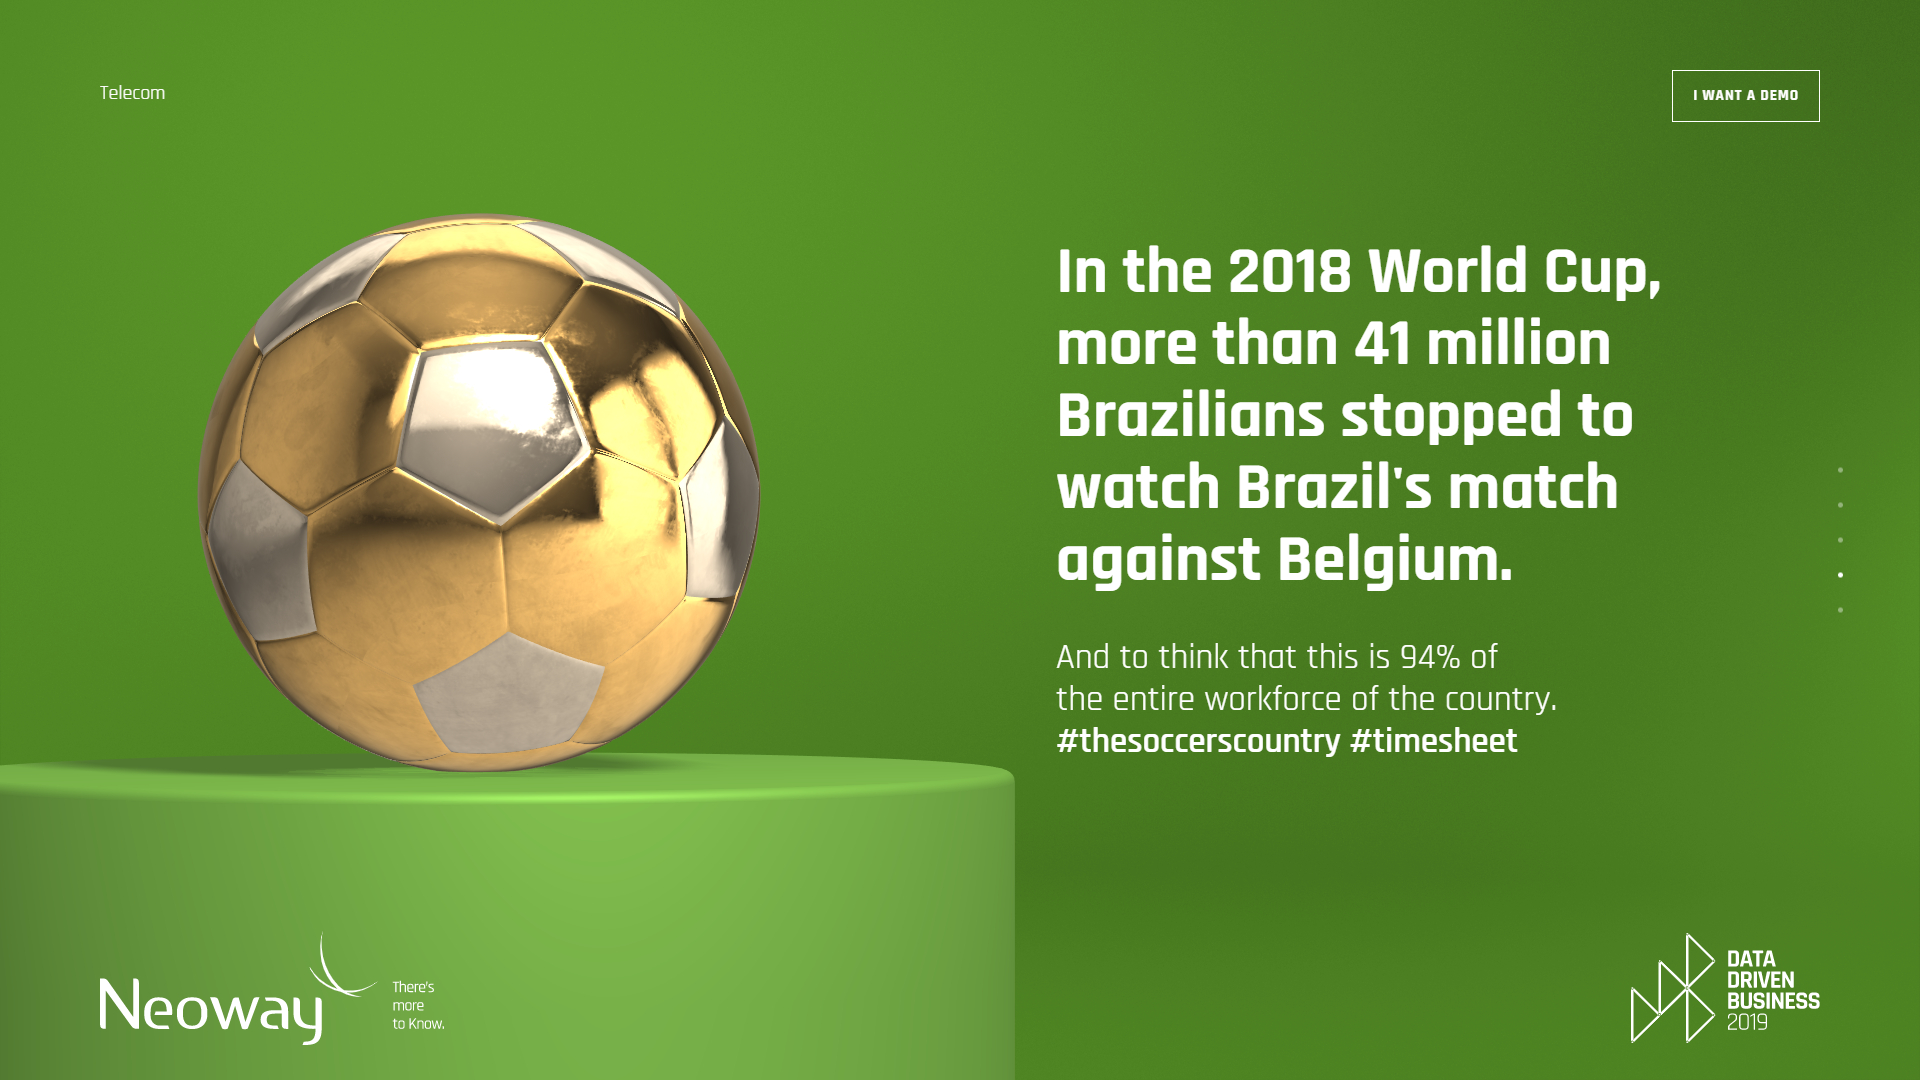 Telecom
I WANT A DEMO
In the 2018 World Cup,
more than 41 million
Brazilians stopped to
watch Brazil's match
against Belgium.
And to think that this is 94% of
the entire workforce of the country.
#thesoccerscountry #timesheet
Neoway
There's
more
to Know.
DATA
DRIVEN
BUSINESS
2019